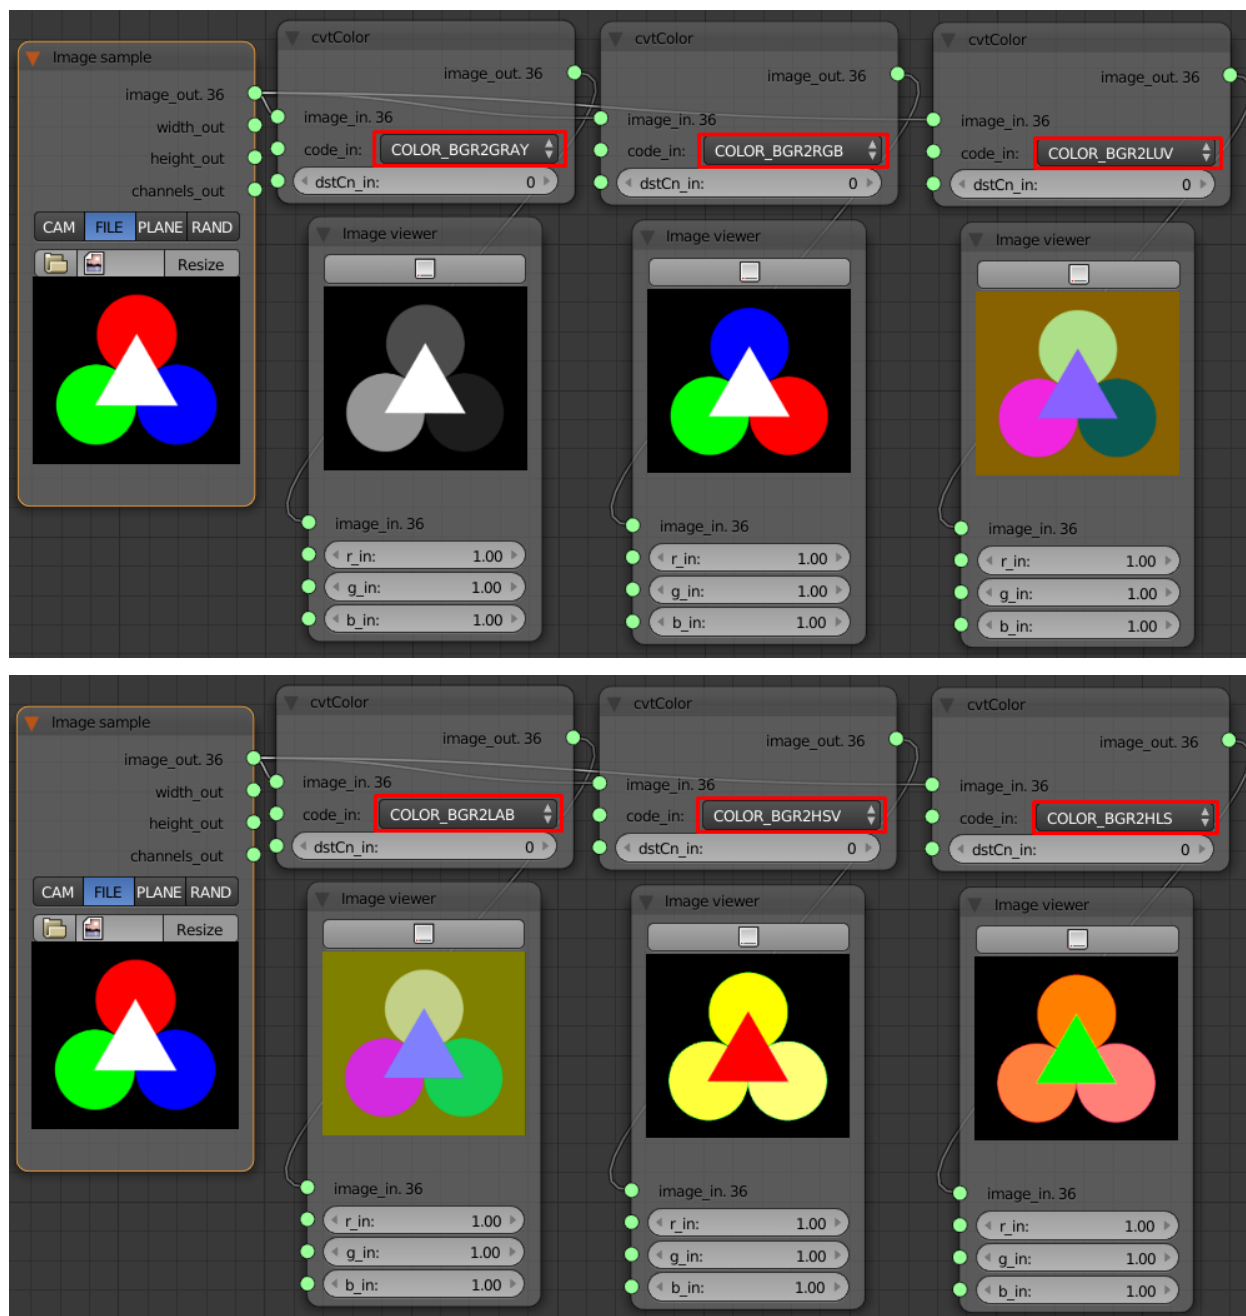 Image sample
image_out. 36
width_out
height_out
channels_out
CAM FILE PLANE RAND
Resize
cvtColor
image_out. 36
image_in. 36
code_in: COLOR_BGR2GRAY
dstCn_in: 0
Image viewer
image_in. 36
r_in: 1.00
g_in: 1.00
b_in: 1.00
cvtColor
image_out. 36
image_in. 36
code_in: COLOR_BGR2RGB
dstCn_in: 0
Image viewer
image_in. 36
r_in: 1.00
g_in: 1.00
b_in: 1.00
cvtColor
image_out. 36
image_in. 36
code_in: COLOR_BGR2LUV
dstCn_in: 0
Image viewer
image_in. 36
r_in: 1.00
g_in: 1.00
b_in: 1.00
Image sample
image_out. 36
width_out
height_out
channels_out
CAM FILE PLANE RAND
Resize
cvtColor
image_out. 36
image_in. 36
code_in: COLOR_BGR2LAB
dstCn_in: 0
Image viewer
image_in. 36
r_in: 1.00
g_in: 1.00
b_in: 1.00
cvtColor
image_out. 36
image_in. 36
code_in: COLOR_BGR2HSV
dstCn_in: 0
Image viewer
image_in. 36
r_in: 1.00
g_in: 1.00
b_in: 1.00
cvtColor
image_out. 36
image_in. 36
code_in: COLOR_BGR2HLS
dstCn_in: 0
Image viewer
image_in. 36
r_in: 1.00
g_in: 1.00
b_in: 1.00